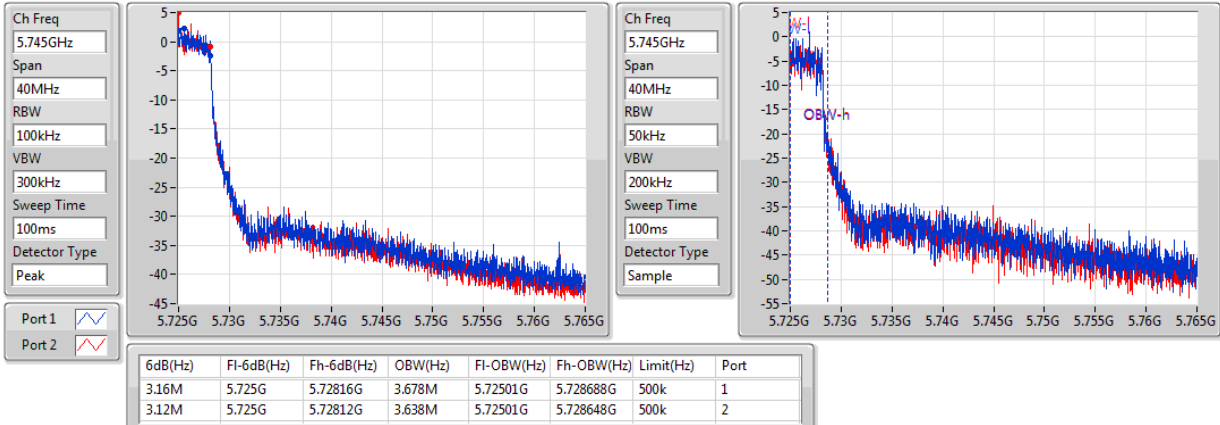 Ch Freq
5.745GHz
Span
40MHz
RBW
100kHz
VBW
300kHz
Sweep Time
100ms
Detector Type
Peak
Port 1
Port 2
5
0
-5
-10
-15
-20
-25
-30
-35
-40
-45
5.725G 5.73G 5.735G 5.74G 5.745G 5.75G 5.755G 5.76G 5.765G
Ch Freq
5.745GHz
Span
40MHz
RBW
50kHz
VBW
200kHz
Sweep Time
100ms
Detector Type
Sample
5
0
-5
-10
-15
-20
-25
-30
-35
-40
-45
-50
-55
OBW-h
5.725G 5.73G 5.735G 5.74G 5.745G 5.75G 5.755G 5.76G 5.765G
6dB(Hz) Fl-6dB(Hz) Fh-6dB(Hz) OBW(Hz) Fl-OBW(Hz) Fh-OBW(Hz) Limit(Hz) Port
3.16M 5.725G 5.72816G 3.678M 5.72501G 5.728688G 500k 1
3.12M 5.725G 5.72812G 3.638M 5.72501G 5.728648G 500k 2